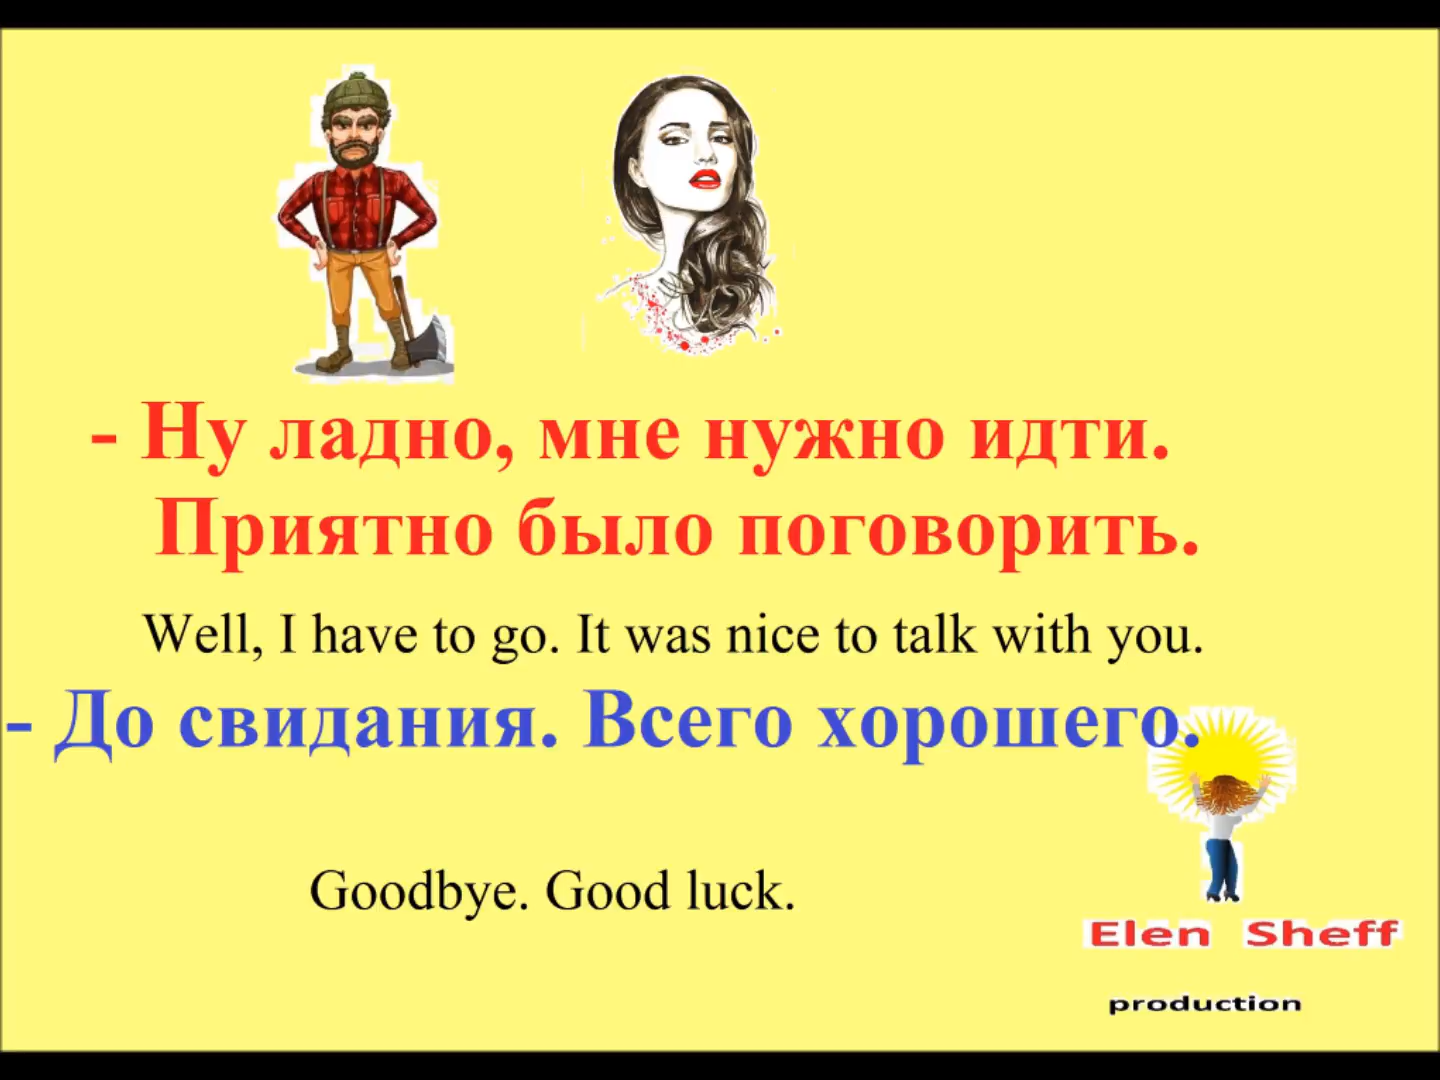 - Ну ладно, мне нужно идти.
Приятно было поговорить.
Well, I have to go. It was nice to talk with you.
- До свидания. Всего хорошего.
Goodbye. Good luck.
Elen Sheff
production